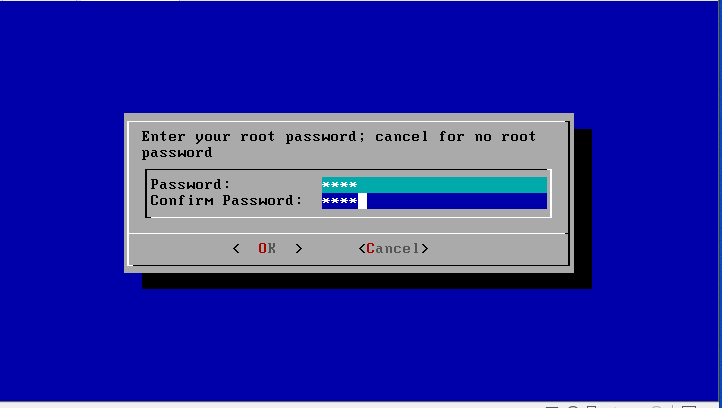 Enter your root password; cancel for no root
password
Password: ****
Confirm Password: ****
< OK > <Cancel>